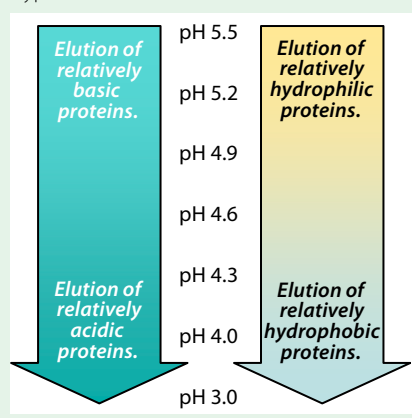 Elution of
relatively
basic
proteins.
Elution of
relatively
acidic
proteins.
pH 5.5
pH 5.2
pH 4.9
pH 4.6
pH 4.3
pH 4.0
pH 3.0
Elution of
relatively
hydrophilic
proteins.
Elution of
relatively
hydrophobic
proteins.